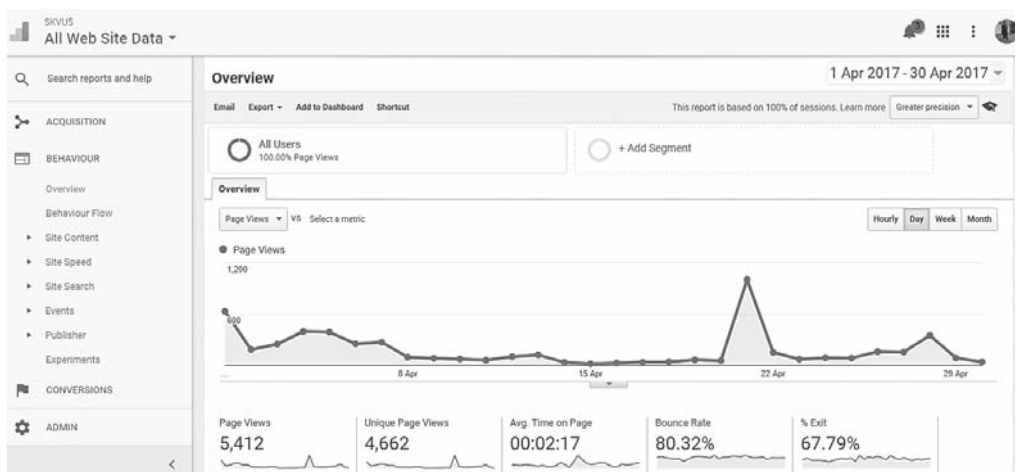 SKVUŠ
All Web Site Data
Search reports and help
ACQUISITION
BEHAVIOUR
Overview
Behaviour Flow
Site Content
Site Speed
Site Search
Events
Publisher
Experiments
CONVERSIONS
ADMIN
Overview
1 Apr 2017 - 30 Apr 2017
Email Export Add to Dashboard Shortcut
This report is based on 100% of sessions. Learn more Greater precision
All Users
100.00% Page Views
+ Add Segment
Overview
Page Views VS Select a metric
Hourly Day Week Month
Page Views
1,200
600
... 8 Apr 15 Apr 22 Apr 29 Apr
Page Views Unique Page Views Avg. Time on Page Bounce Rate % Exit
5,412 4,662 00:02:17 80.32% 67.79%